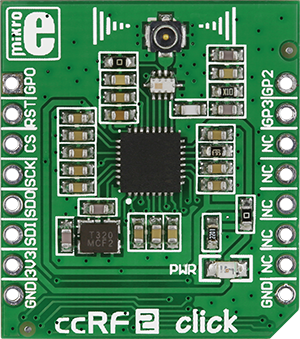 mikro
e
GPO
RST
CS
SCK
SDO
SDI
3V3
GND
GP2
GP3
NC
NC
NC
NC
NC
GND
X01
T320
MCF2
PWR
ccRF 2 click